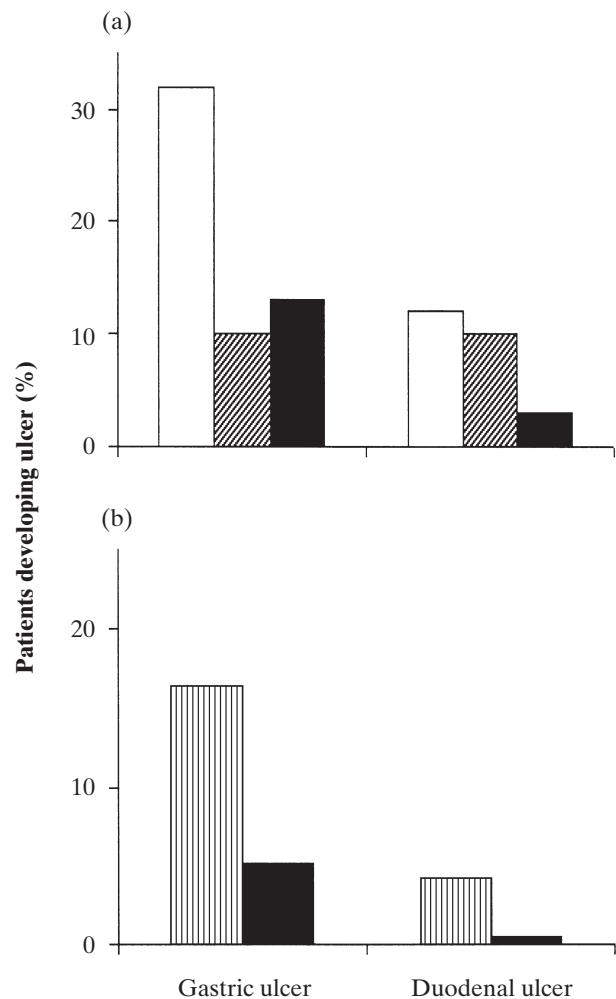 (a)
30
20
10
0
(b)
20
10
0
Patients developing ulcer (%)
Gastric ulcer
Duodenal ulcer